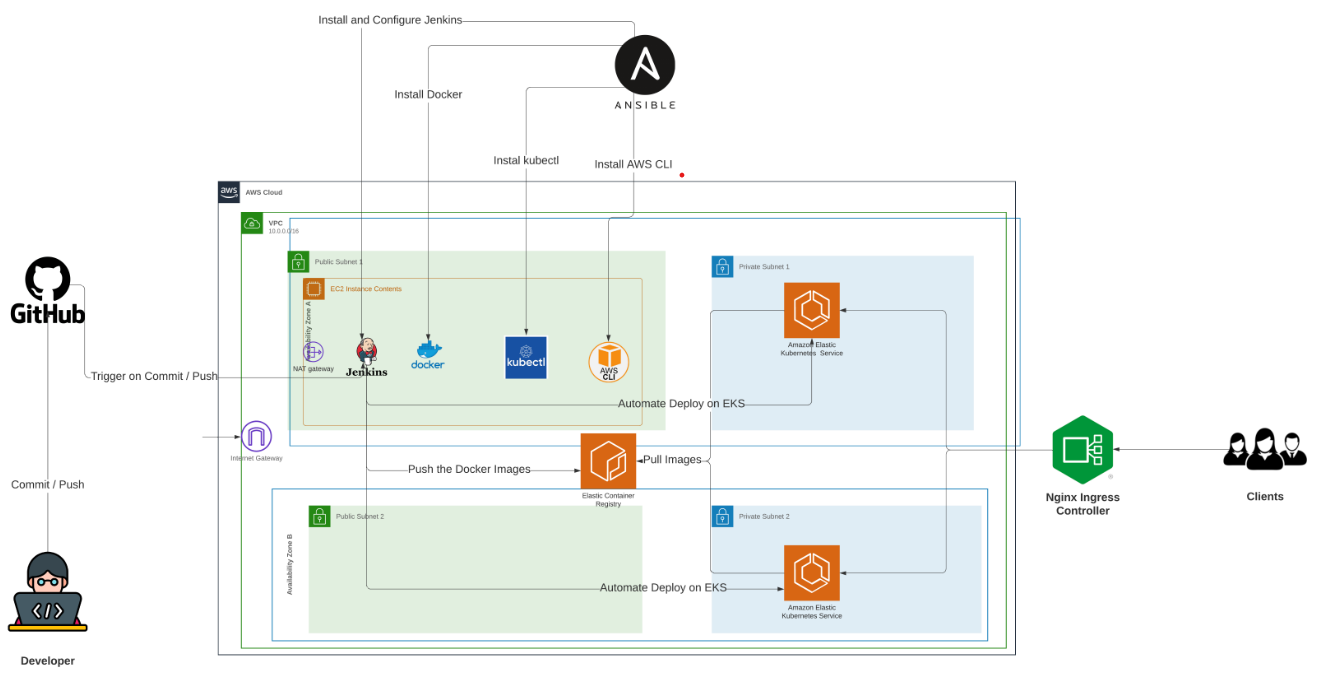 Install and Configure Jenkins
Install Docker
ANSIBLE
Instal kubectl
Install AWS CLI
aws
AWS Cloud
VPC
10.0.0.0/16
Public Subnet 1
Private Subnet 1
EC2 Instance Contents
GitHub
NAT gateway
Jenkins
docker
kubectl
AWS
CLI
Amazon Elastic
Kubernetes Service
Trigger on Commit / Push
Automate Deploy on EKS
Internet Gateway
Push the Docker Images
Pull Images
Elastic Container
Registry
Nginx Ingress
Controller
Clients
Commit / Push
Public Subnet 2
Private Subnet 2
Availability Zone B
Automate Deploy on EKS
Amazon Elastic
Kubernetes Service
Developer